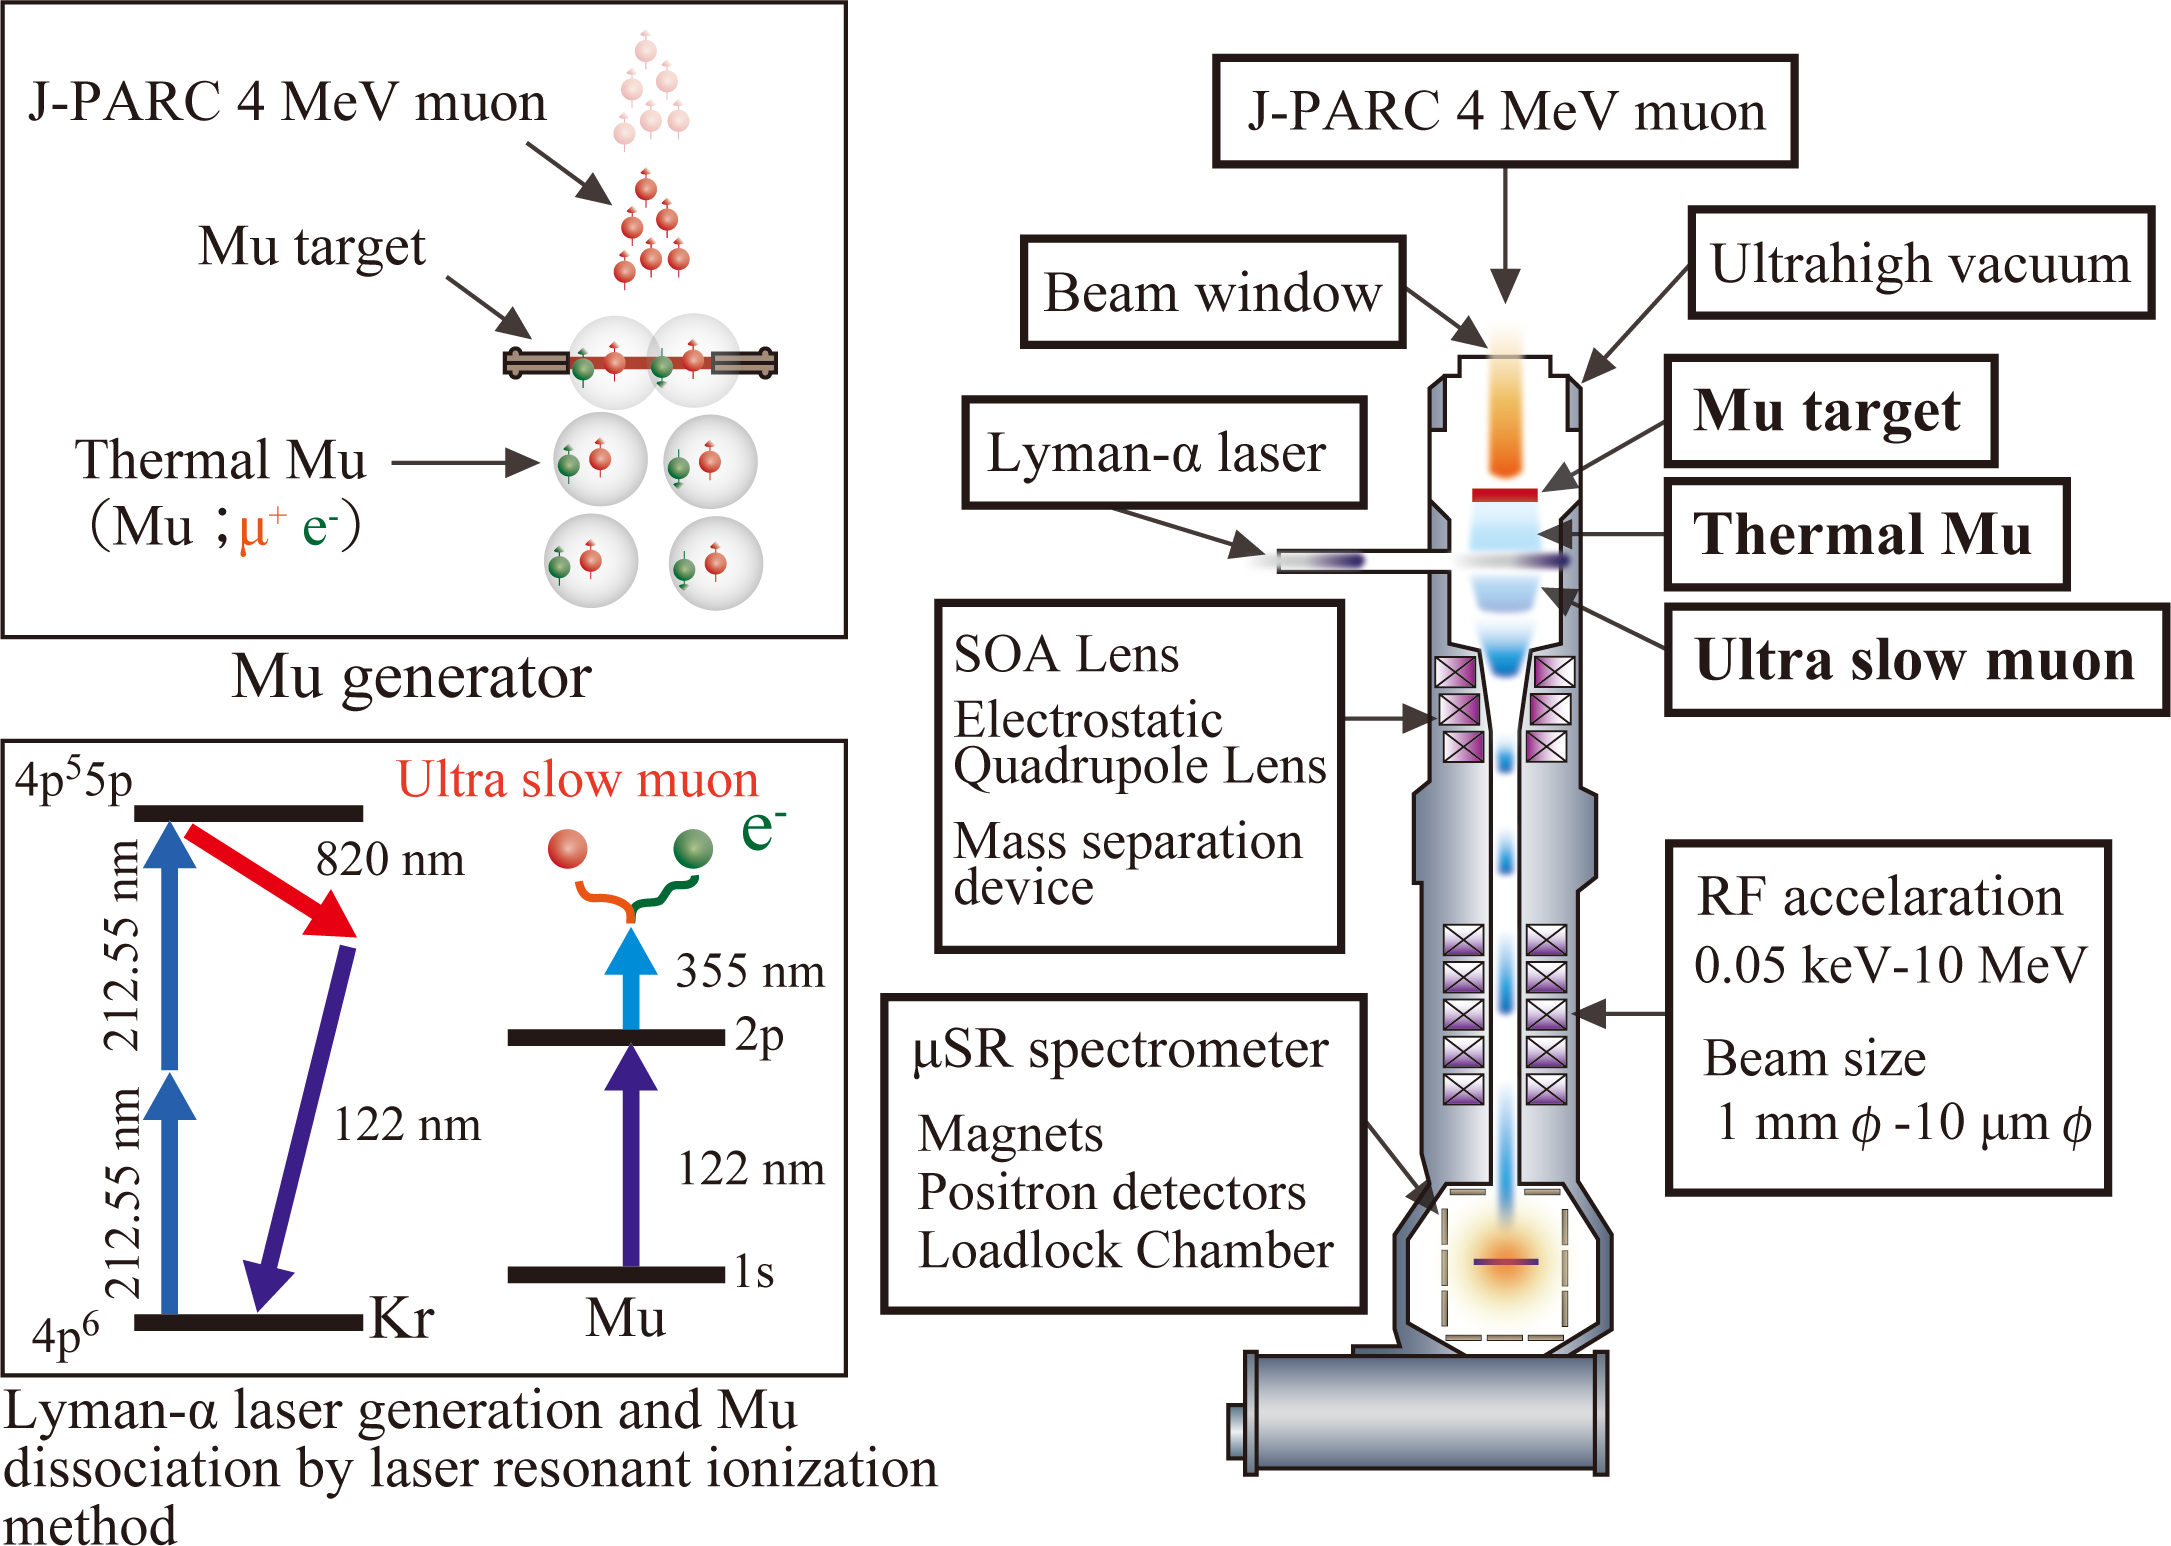 J-PARC 4 MeV muon
Mu target
Thermal Mu
(Mu ;μ⁺ e⁻)
Mu generator
4p⁵5p
820 nm
212.55 nm
212.55 nm
122 nm
4p⁶
Kr
Ultra slow muon
e⁻
355 nm
2p
122 nm
1s
Mu
Lyman-α laser generation and Mu
dissociation by laser resonant ionization
method
J-PARC 4 MeV muon
Beam window
Ultrahigh vacuum
Mu target
Lyman-α laser
Thermal Mu
Ultra slow muon
SOA Lens
Electrostatic
Quadrupole Lens
Mass separation
device
RF accelaration
0.05 keV-10 MeV
Beam size
1 mm ϕ -10 μm ϕ
μSR spectrometer
Magnets
Positron detectors
Loadlock Chamber